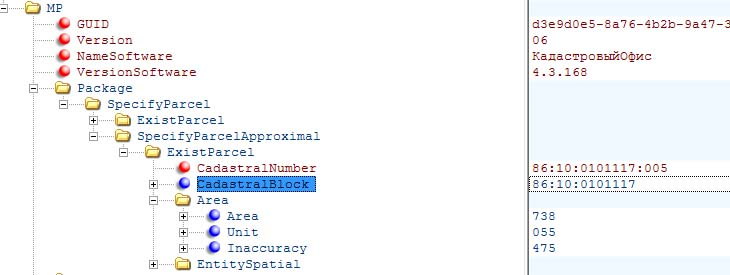 MP
GUID d3e9d0e5-8a76-4b2b-9a47-3
Version 06
NameSoftware КадастровыйОфис
VersionSoftware 4.3.168
Package
SpecifyParcel
ExistParcel
SpecifyParcelApproximal
ExistParcel
CadastralNumber 86:10:0101117:005
CadastralBlock 86:10:0101117
Area
Area 738
Unit 055
Inaccuracy 475
EntitySpatial